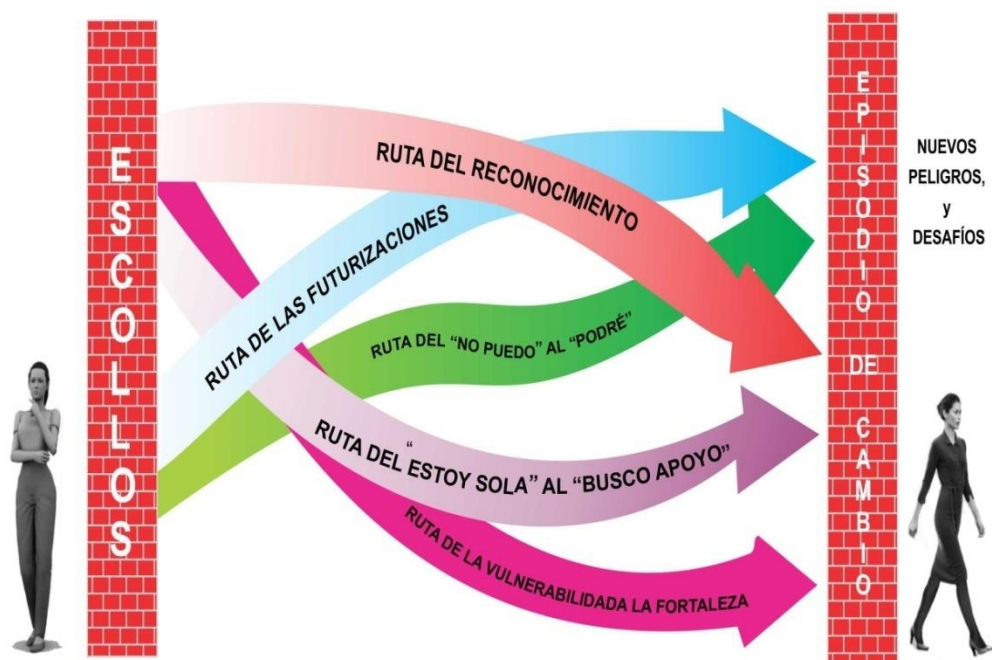 ESCOLLOS
RUTA DEL RECONOCIMIENTO
RUTA DE LAS FUTURIZACIONES
RUTA DEL “NO PUEDO” AL “PODRÉ”
RUTA DEL “ESTOY SOLA” AL “BUSCO APOYO”
RUTA DE LA VULNERABILIDADA LA FORTALEZA
EPISODIO DE CAMBIO
NUEVOS
PELIGROS,
y
DESAFÍOS